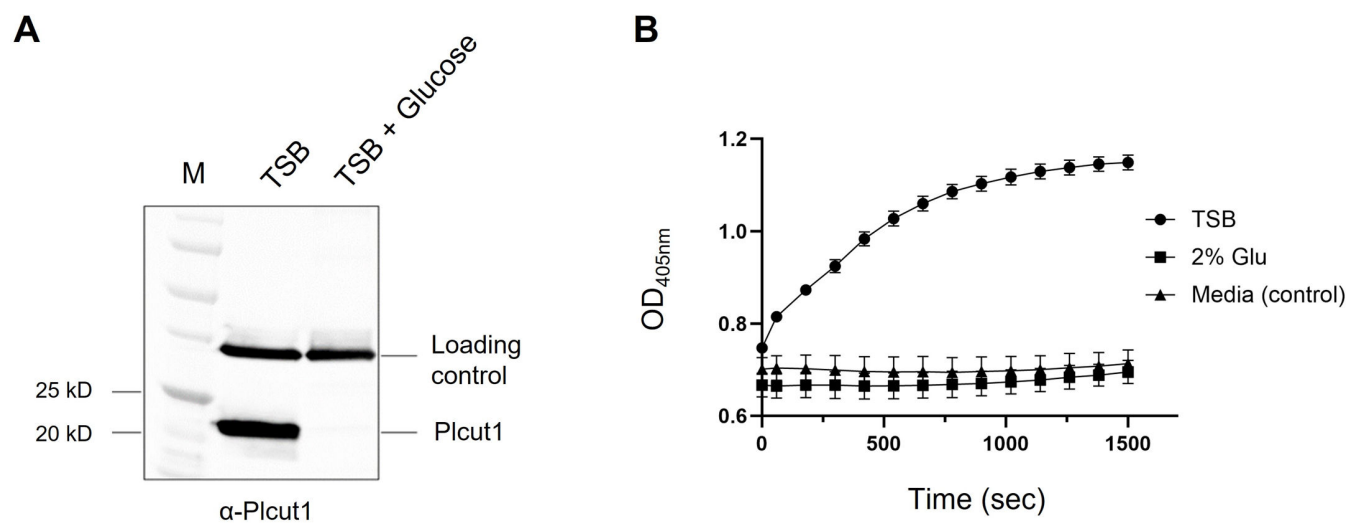 A
M
TSB
TSB + Glucose
Loading
control
25 kD
20 kD
Plcut1
α-Plcut1
B
1.2
1.0
0.8
0.6
OD405nm
0
500
1000
1500
Time (sec)
TSB
2% Glu
Media (control)